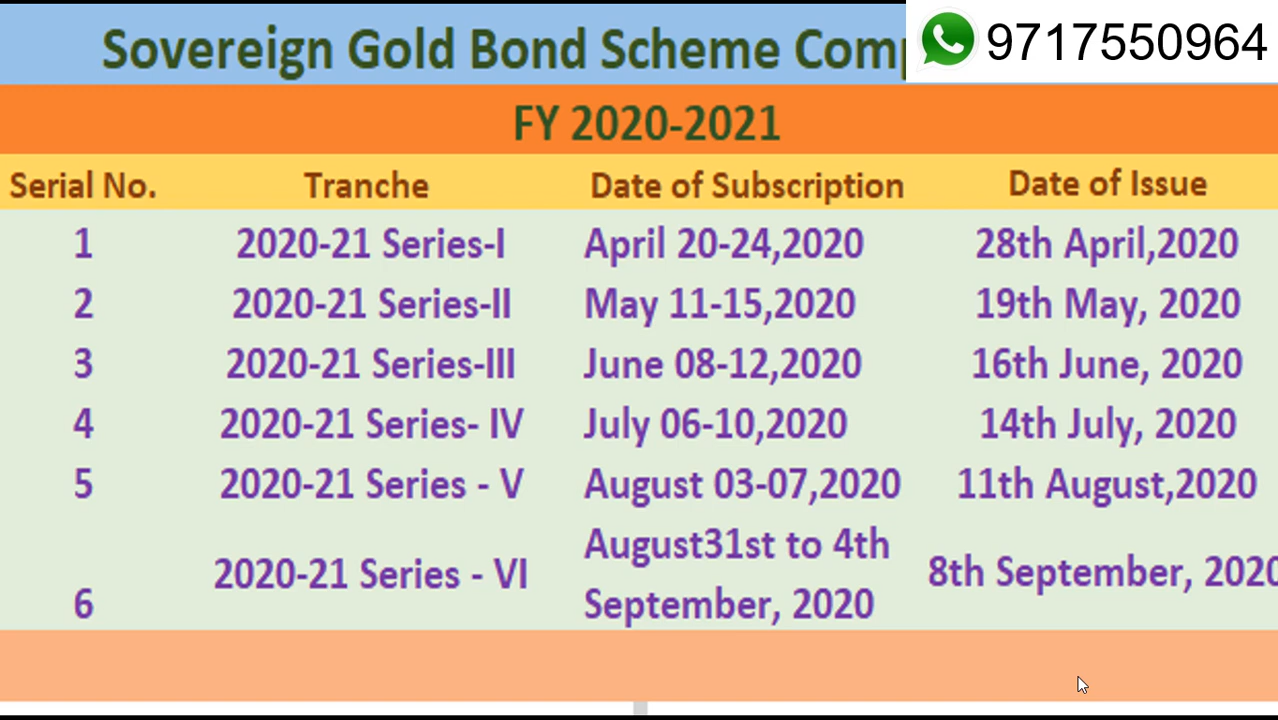 Sovereign Gold Bond Scheme Comp
9717550964
FY 2020-2021
Serial No. Tranche Date of Subscription Date of Issue
1 2020-21 Series-I April 20-24,2020 28th April,2020
2 2020-21 Series-II May 11-15,2020 19th May, 2020
3 2020-21 Series-III June 08-12,2020 16th June, 2020
4 2020-21 Series- IV July 06-10,2020 14th July, 2020
5 2020-21 Series - V August 03-07,2020 11th August,2020
6 2020-21 Series - VI August31st to 4th 8th September, 2020
September, 2020